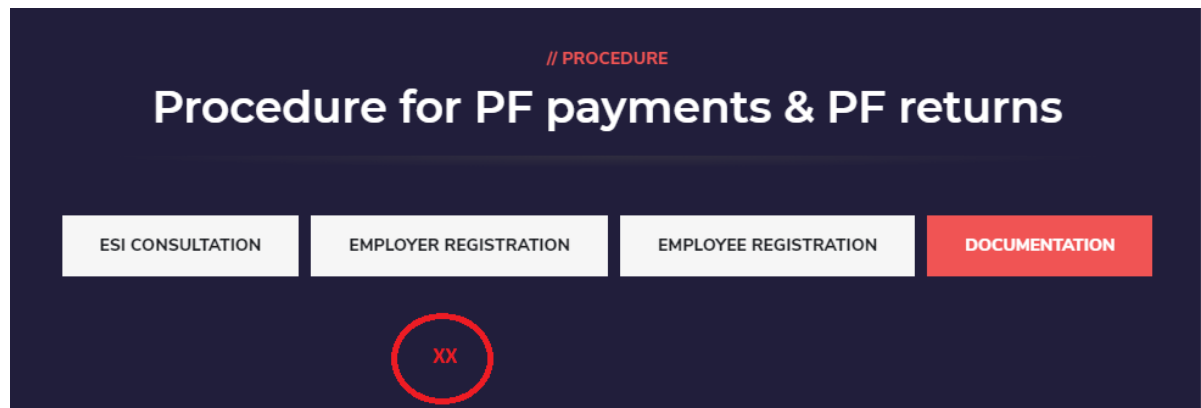 // PROCEDURE
Procedure for PF payments & PF returns
ESI CONSULTATION
EMPLOYER REGISTRATION
EMPLOYEE REGISTRATION
DOCUMENTATION
XX